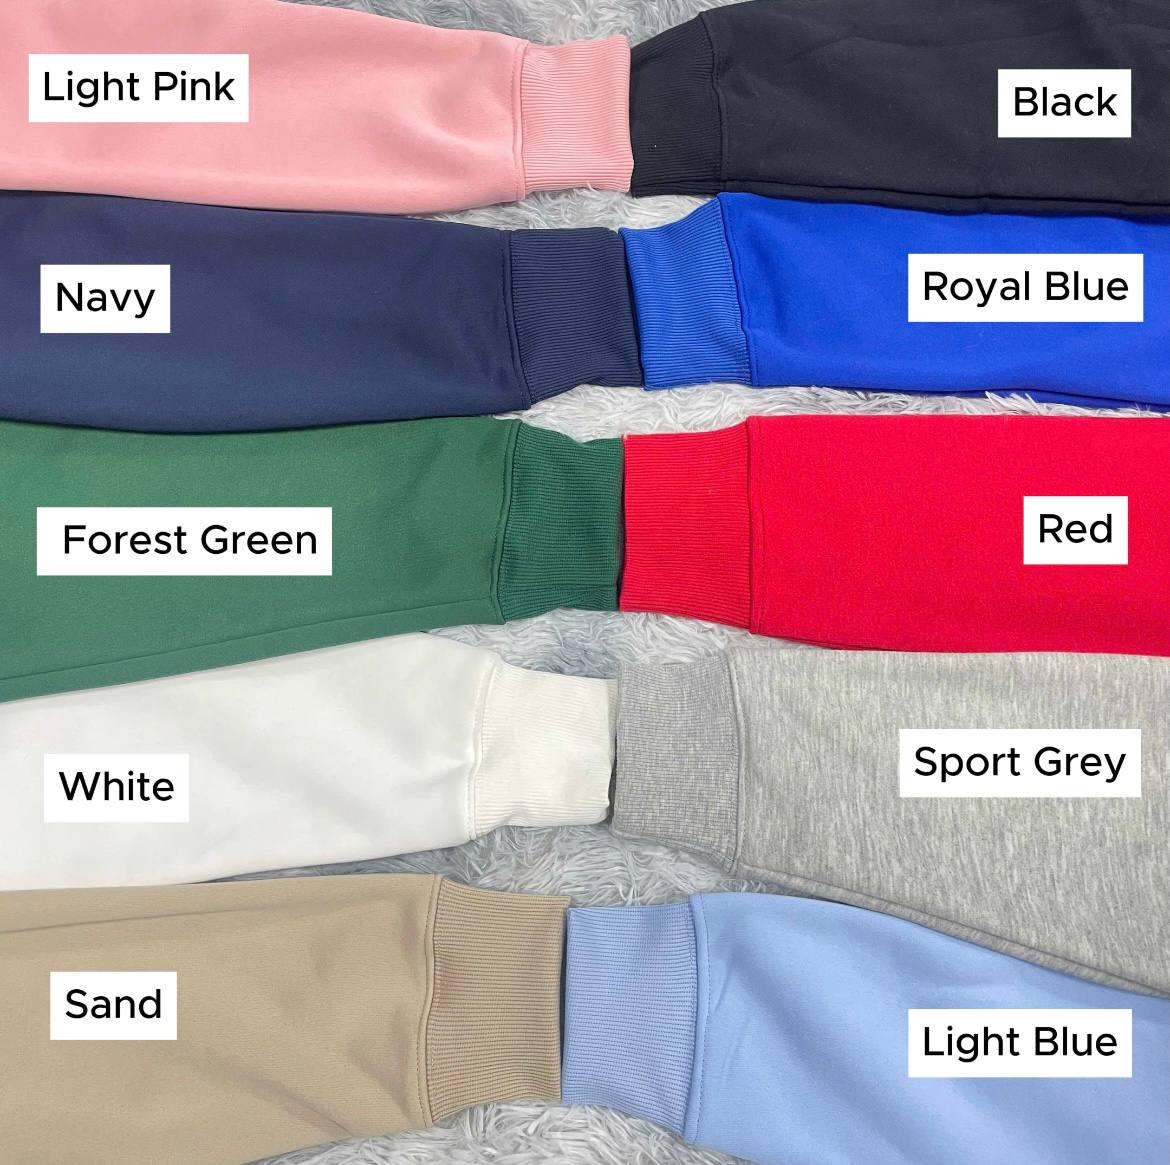 Light Pink
Black
Navy
Royal Blue
Forest Green
Red
White
Sport Grey
Sand
Light Blue